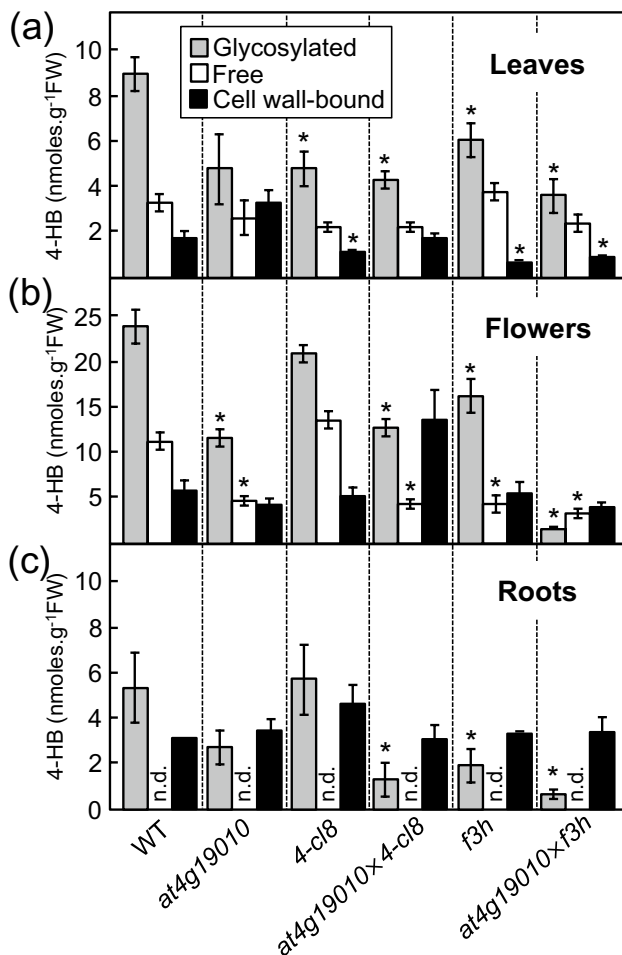 (a)
Glycosylated
Free
Cell wall-bound
Leaves
4-HB (nmoles.g⁻¹FW)
10
8
6
4
2
* * * * * * *
(b)
Flowers
4-HB (nmoles.g⁻¹FW)
25
20
15
10
5
* * * * * * * *
(c)
Roots
4-HB (nmoles.g⁻¹FW)
10
8
6
4
2
0
n.d. n.d. n.d. n.d. n.d. n.d.
* * *
WT
at4g19010
4-cl8
at4g19010×4-cl8
f3h
at4g19010×f3h